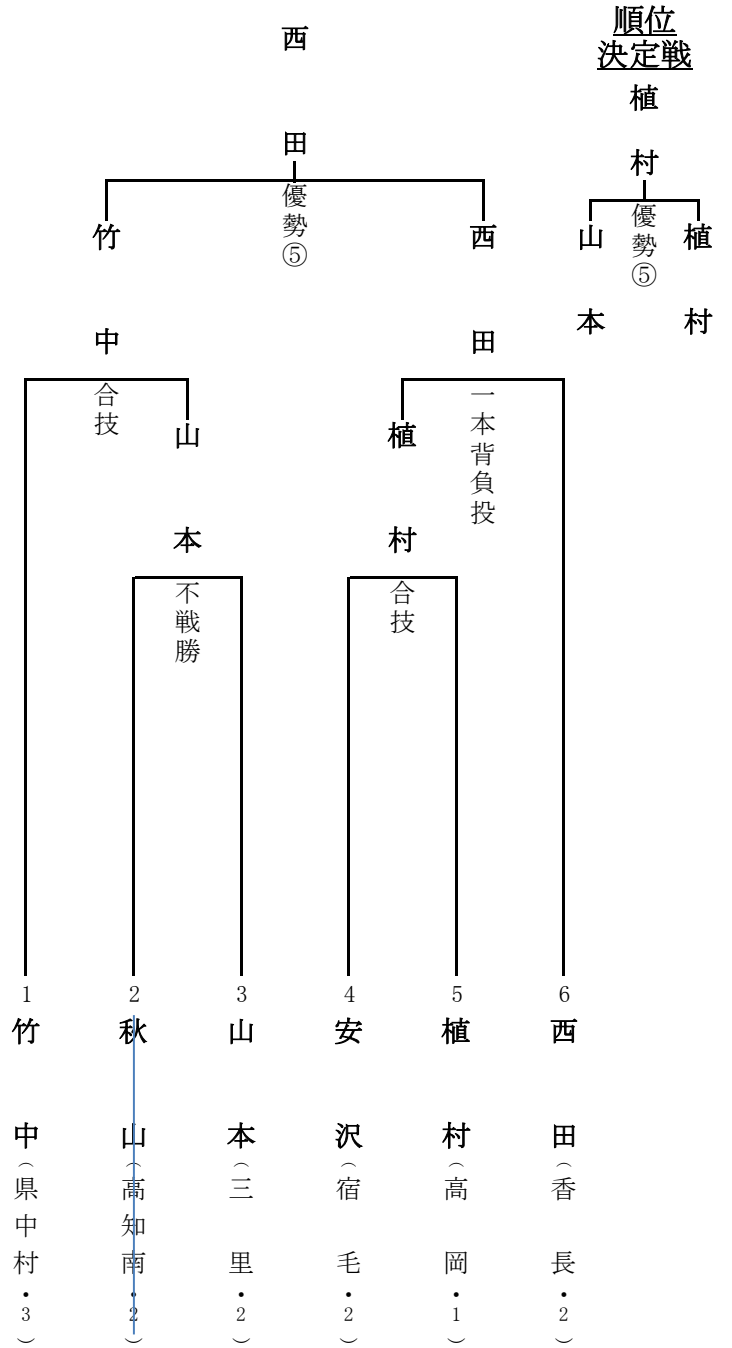 順位
決定戦
植村
優勢⑤
山本
植村
西田
優勢⑤
竹中
西田
合技
一本背負投
山本
植村
不戦勝
合技
1
竹中(県中村・3)
2
秋山(高知南・2)
3
山本(三里・2)
4
安沢(宿毛・2)
5
植村(高岡・1)
6
西田(香長・2)